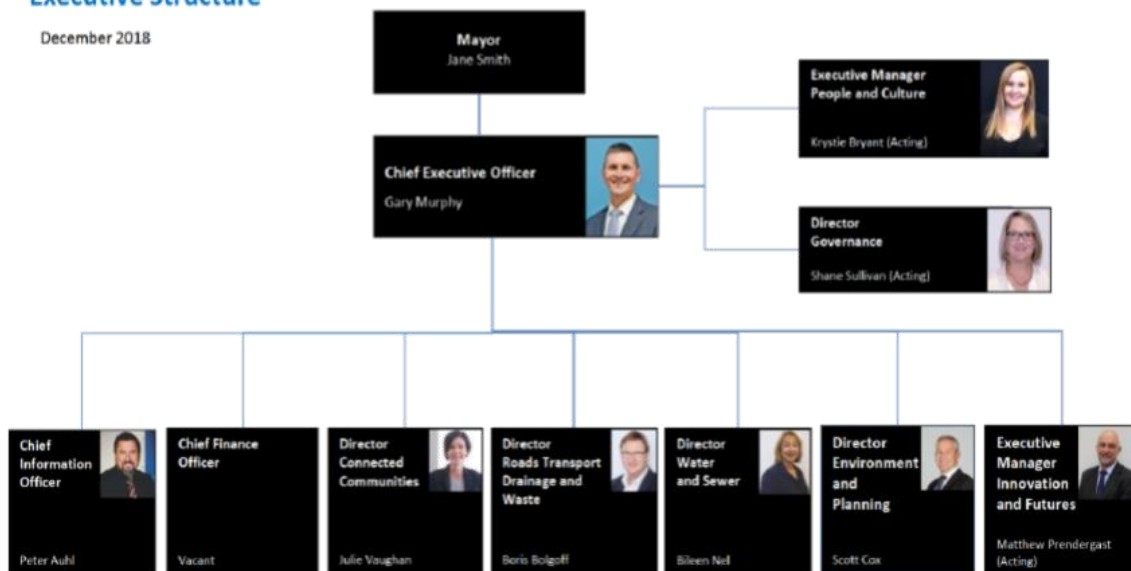 Executive Structure
December 2018
Mayor
Jane Smith
Executive Manager
People and Culture
Krystie Bryant (Acting)
Chief Executive Officer
Gary Murphy
Director
Governance
Shane Sullivan (Acting)
Chief
Information
Officer
Peter Auhl
Chief Finance
Officer
Vacant
Director
Connected
Communities
Julie Vaughan
Director
Roads Transport
Drainage and
Waste
Boris Bolgoff
Director
Water
and Sewer
Bileen Nel
Director
Environment
and
Planning
Scott Cox
Executive
Manager
Innovation
and Futures
Matthew Prendergast
(Acting)